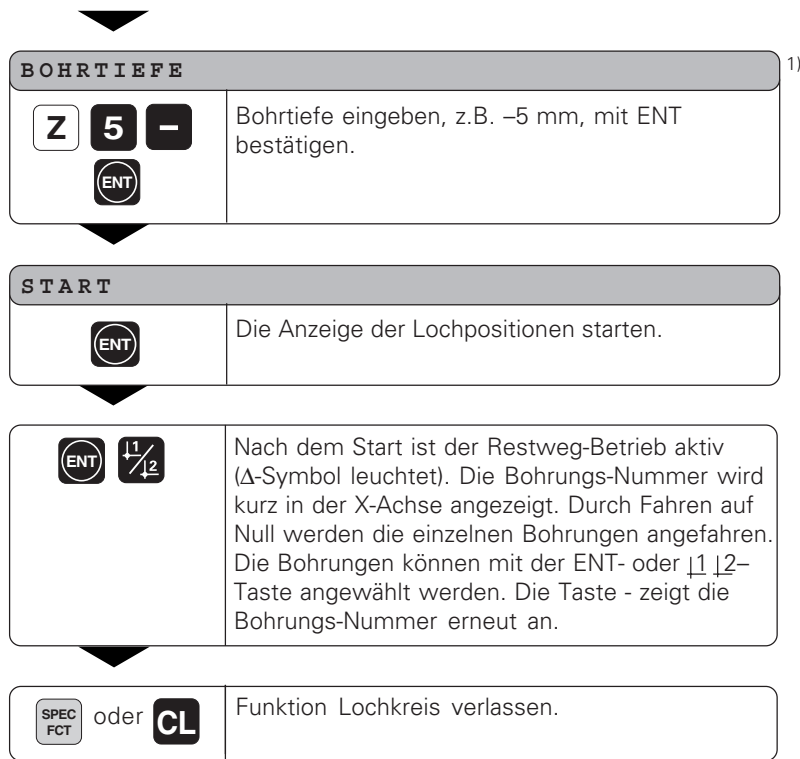 BOHRTIEFE
1)
Z 5 –
Bohrtiefe eingeben, z.B. –5 mm, mit ENT
bestätigen.
ENT
START
ENT
Die Anzeige der Lochpositionen starten.
ENT 1/2
Nach dem Start ist der Restweg-Betrieb aktiv
(Δ-Symbol leuchtet). Die Bohrungs-Nummer wird
kurz in der X-Achse angezeigt. Durch Fahren auf
Null werden die einzelnen Bohrungen angefahren.
Die Bohrungen können mit der ENT- oder ⌊1 ⌊2–
Taste angewählt werden. Die Taste - zeigt die
Bohrungs-Nummer erneut an.
SPEC
FCT
oder CL
Funktion Lochkreis verlassen.